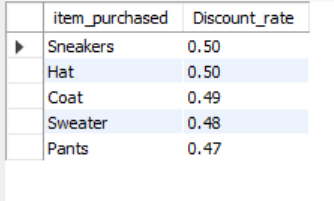 item_purchased Discount_rate
Sneakers 0.50
Hat 0.50
Coat 0.49
Sweater 0.48
Pants 0.47